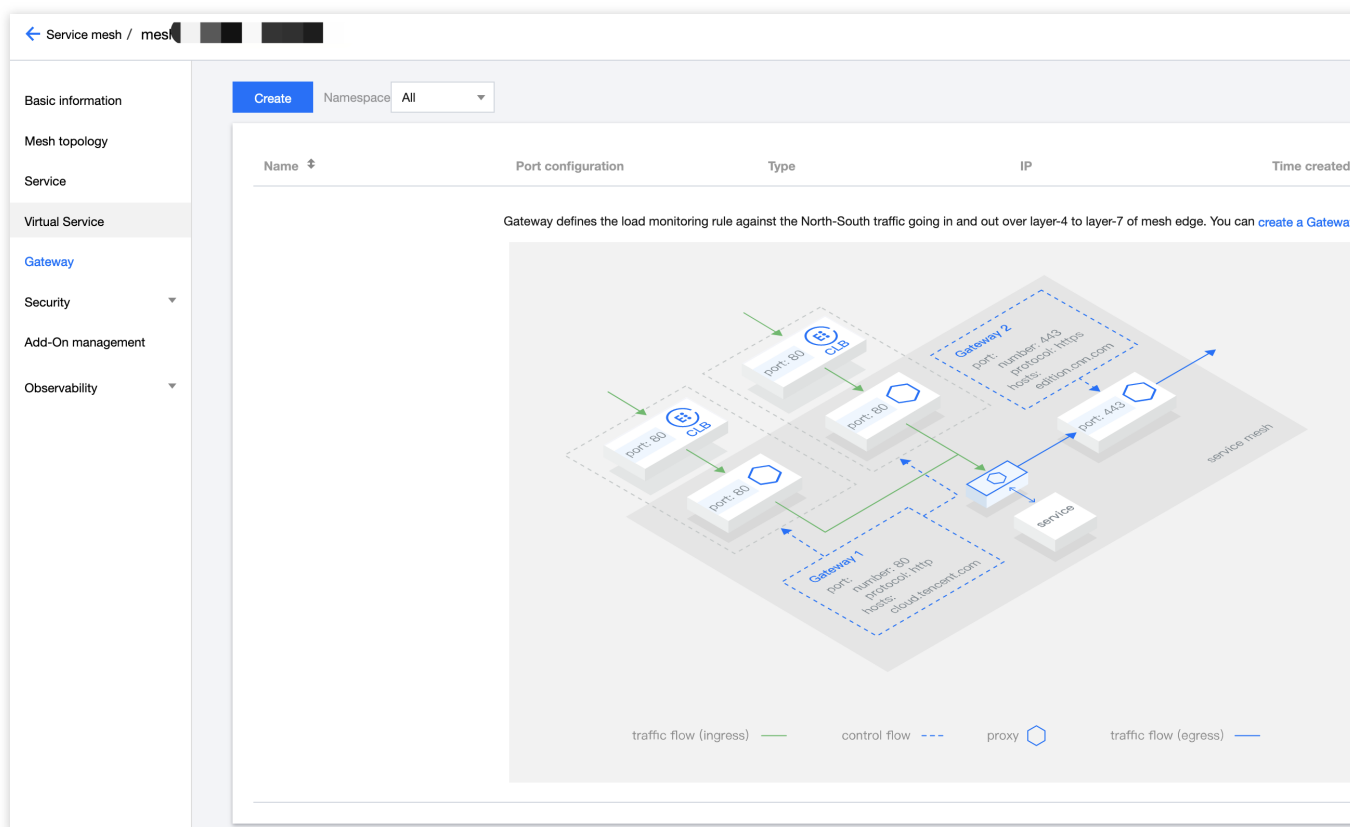 Service mesh / mesh
Create
Namespace
All
Basic information
Mesh topology
Service
Virtual Service
Gateway
Security
Add-On management
Observability
Name
Port configuration
Type
IP
Time created
Gateway defines the load monitoring rule against the North-South traffic going in and out over layer-4 to layer-7 of mesh edge. You can create a Gatewa
port: 80
CLB
port: 80
port: 80
CLB
port: 80
Gateway 2
port:
number: 443
protocol: https
hosts:
edition.cnn.com
port: 443
service mesh
service
Gateway 1
port:
number: 80
protocol: http
hosts:
cloud.tencent.com
traffic flow (ingress)
control flow
proxy
traffic flow (egress)